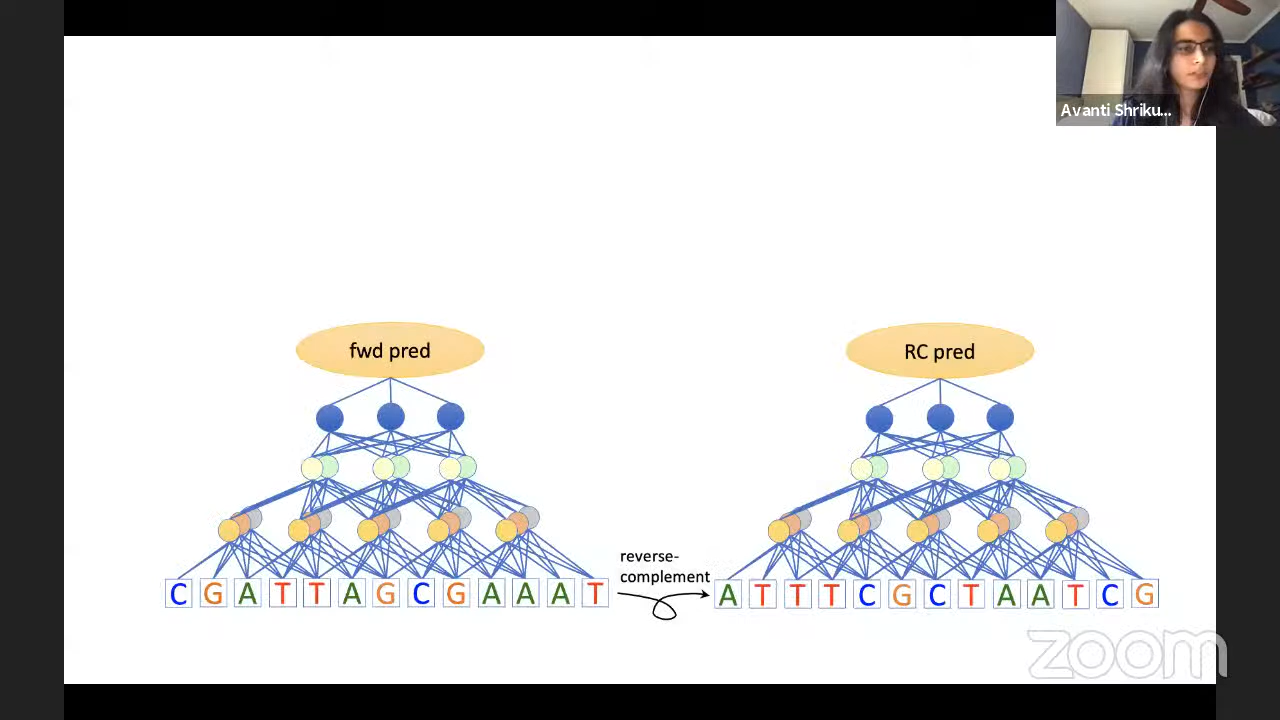 Avanti Shriku...
fwd pred
RC pred
reverse-
complement
C G A T T A G C G A A A T
A T T T C G C T A A T C G
zoom